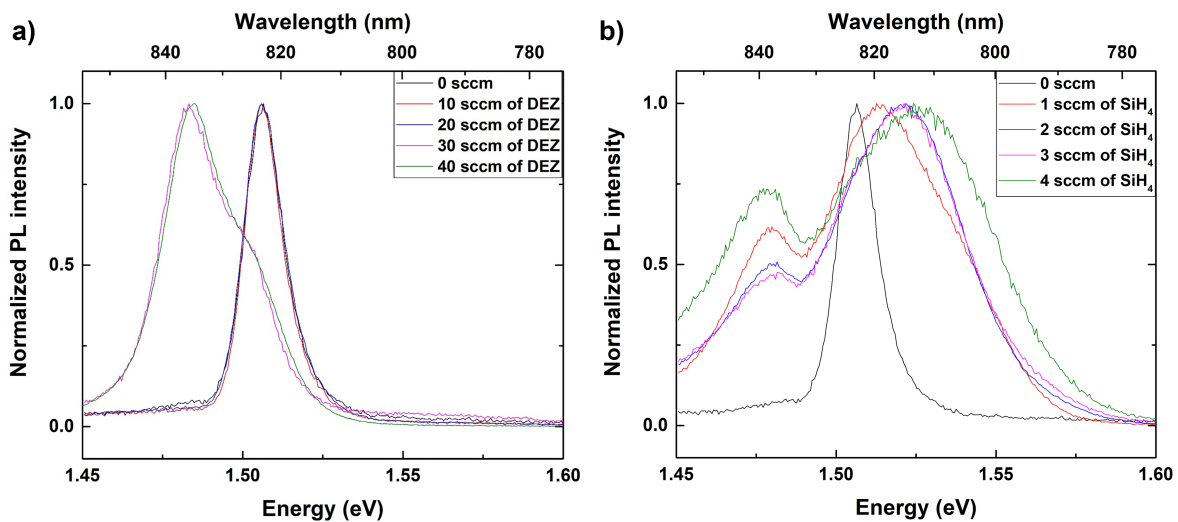 a)
Wavelength (nm)
840 820 800 780
1.0
0.5
0.0
Normalized PL intensity
0 sccm
10 sccm of DEZ
20 sccm of DEZ
30 sccm of DEZ
40 sccm of DEZ
1.45 1.50 1.55 1.60
Energy (eV)
b)
Wavelength (nm)
840 820 800 780
1.0
0.5
0.0
Normalized PL intensity
0 sccm
1 sccm of SiH₄
2 sccm of SiH₄
3 sccm of SiH₄
4 sccm of SiH₄
1.45 1.50 1.55 1.60
Energy (eV)